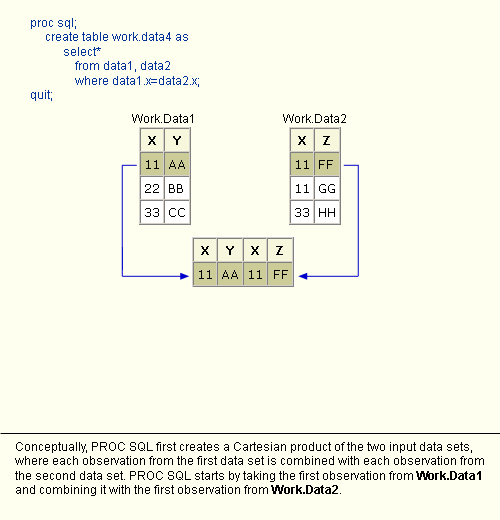 proc sql;
create table work.data4 as
select*
from data1, data2
where data1.x=data2.x;
quit;
Work.Data1
X Y
11 AA
22 BB
33 CC
Work.Data2
X Z
11 FF
11 GG
33 HH
X Y X Z
11 AA 11 FF
Conceptually, PROC SQL first creates a Cartesian product of the two input data sets,
where each observation from the first data set is combined with each observation from
the second data set. PROC SQL starts by taking the first observation from Work.Data1
and combining it with the first observation from Work.Data2.